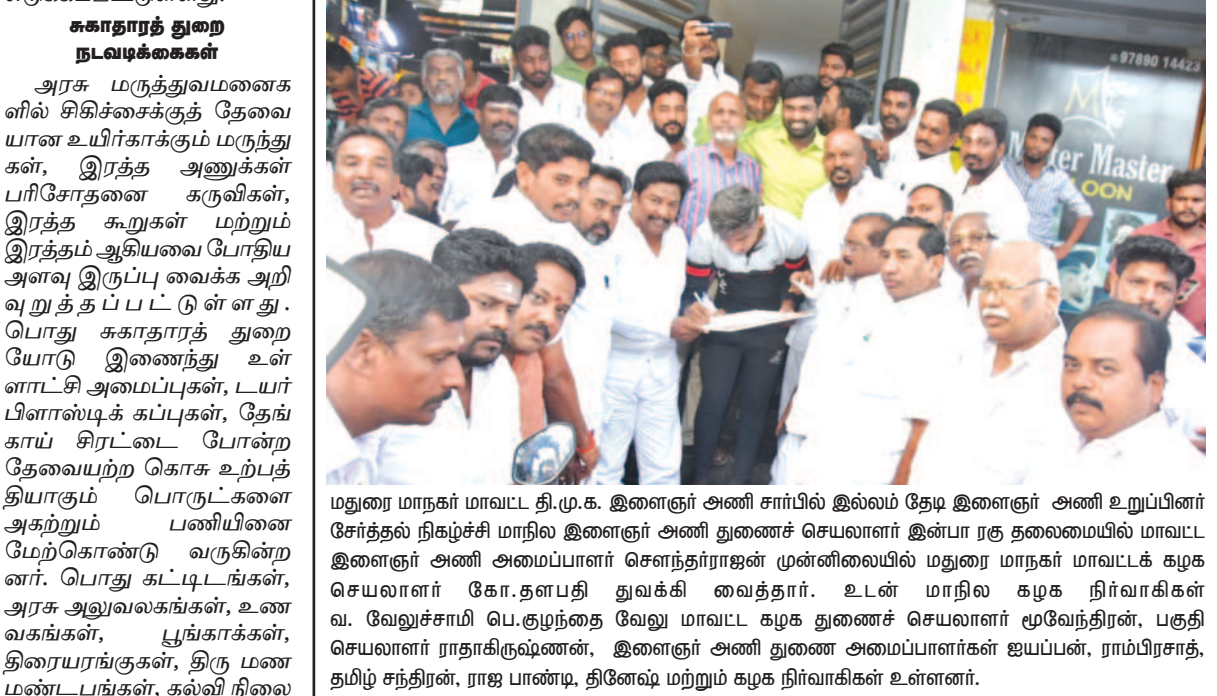 சுகாதாரத் துறை
நடவடிக்கைகள்
அரசு மருத்துவமனைக
ளில் சிகிச்சைக்குத் தேவை
யான உயிர்காக்கும் மருந்து
கள், இரத்த அணுக்கள்
பரிசோதனை கருவிகள்,
இரத்த கூறுகள் மற்றும்
இரத்தம் ஆகியவை போதிய
அளவு இருப்பு வைக்க அறி
வுறுத்தப்பட்டுள்ளது.
பொது சுகாதாரத் துறை
யோடு இணைந்து உள்
ளாட்சி அமைப்புகள், டயர்
பிளாஸ்டிக் கப்புகள், தேங்
காய் சிரட்டை போன்ற
தேவையற்ற கொசு உற்பத்
தியாகும் பொருட்களை
அகற்றும் பணியினை
மேற்கொண்டு வருகின்ற
னர். பொது கட்டிடங்கள்,
அரசு அலுவலகங்கள், உண
வகங்கள், பூங்காக்கள்,
திரையரங்குகள், திரு மண
மண்டபங்கள், கல்வி நிலை
97890 14423
Master
OON
மதுரை மாநகர் மாவட்ட தி.மு.க. இளைஞர் அணி சார்பில் இல்லம் தேடி இளைஞர் அணி உறுப்பினர்
சேர்த்தல் நிகழ்ச்சி மாநில இளைஞர் அணி துணைச் செயலாளர் இன்பா ரகு தலைமையில் மாவட்ட
இளைஞர் அணி அமைப்பாளர் சௌந்தர்ராஜன் முன்னிலையில் மதுரை மாநகர் மாவட்டக் கழக
செயலாளர் கோ.தளபதி துவக்கி வைத்தார். உடன் மாநில கழக நிர்வாகிகள்
வ. வேலுச்சாமி பெ.குழந்தை வேலு மாவட்ட கழக துணைச் செயலாளர் மூவேந்திரன், பகுதி
செயலாளர் ராதாகிருஷ்ணன், இளைஞர் அணி துணை அமைப்பாளர்கள் ஐயப்பன், ராம்பிரசாத்,
தமிழ் சந்திரன், ராஜ பாண்டி, தினேஷ் மற்றும் கழக நிர்வாகிகள் உள்ளனர்.